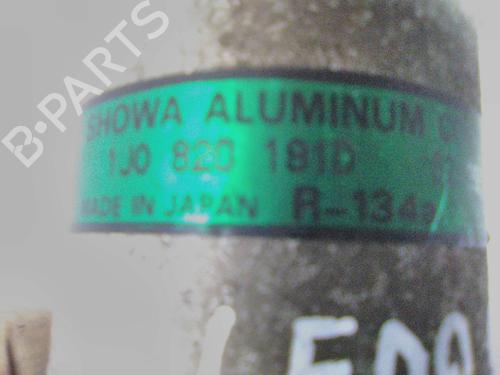 B-PARTS
SHOWA ALUMINUM
1J0 820 191D
MADE IN JAPAN R-134a